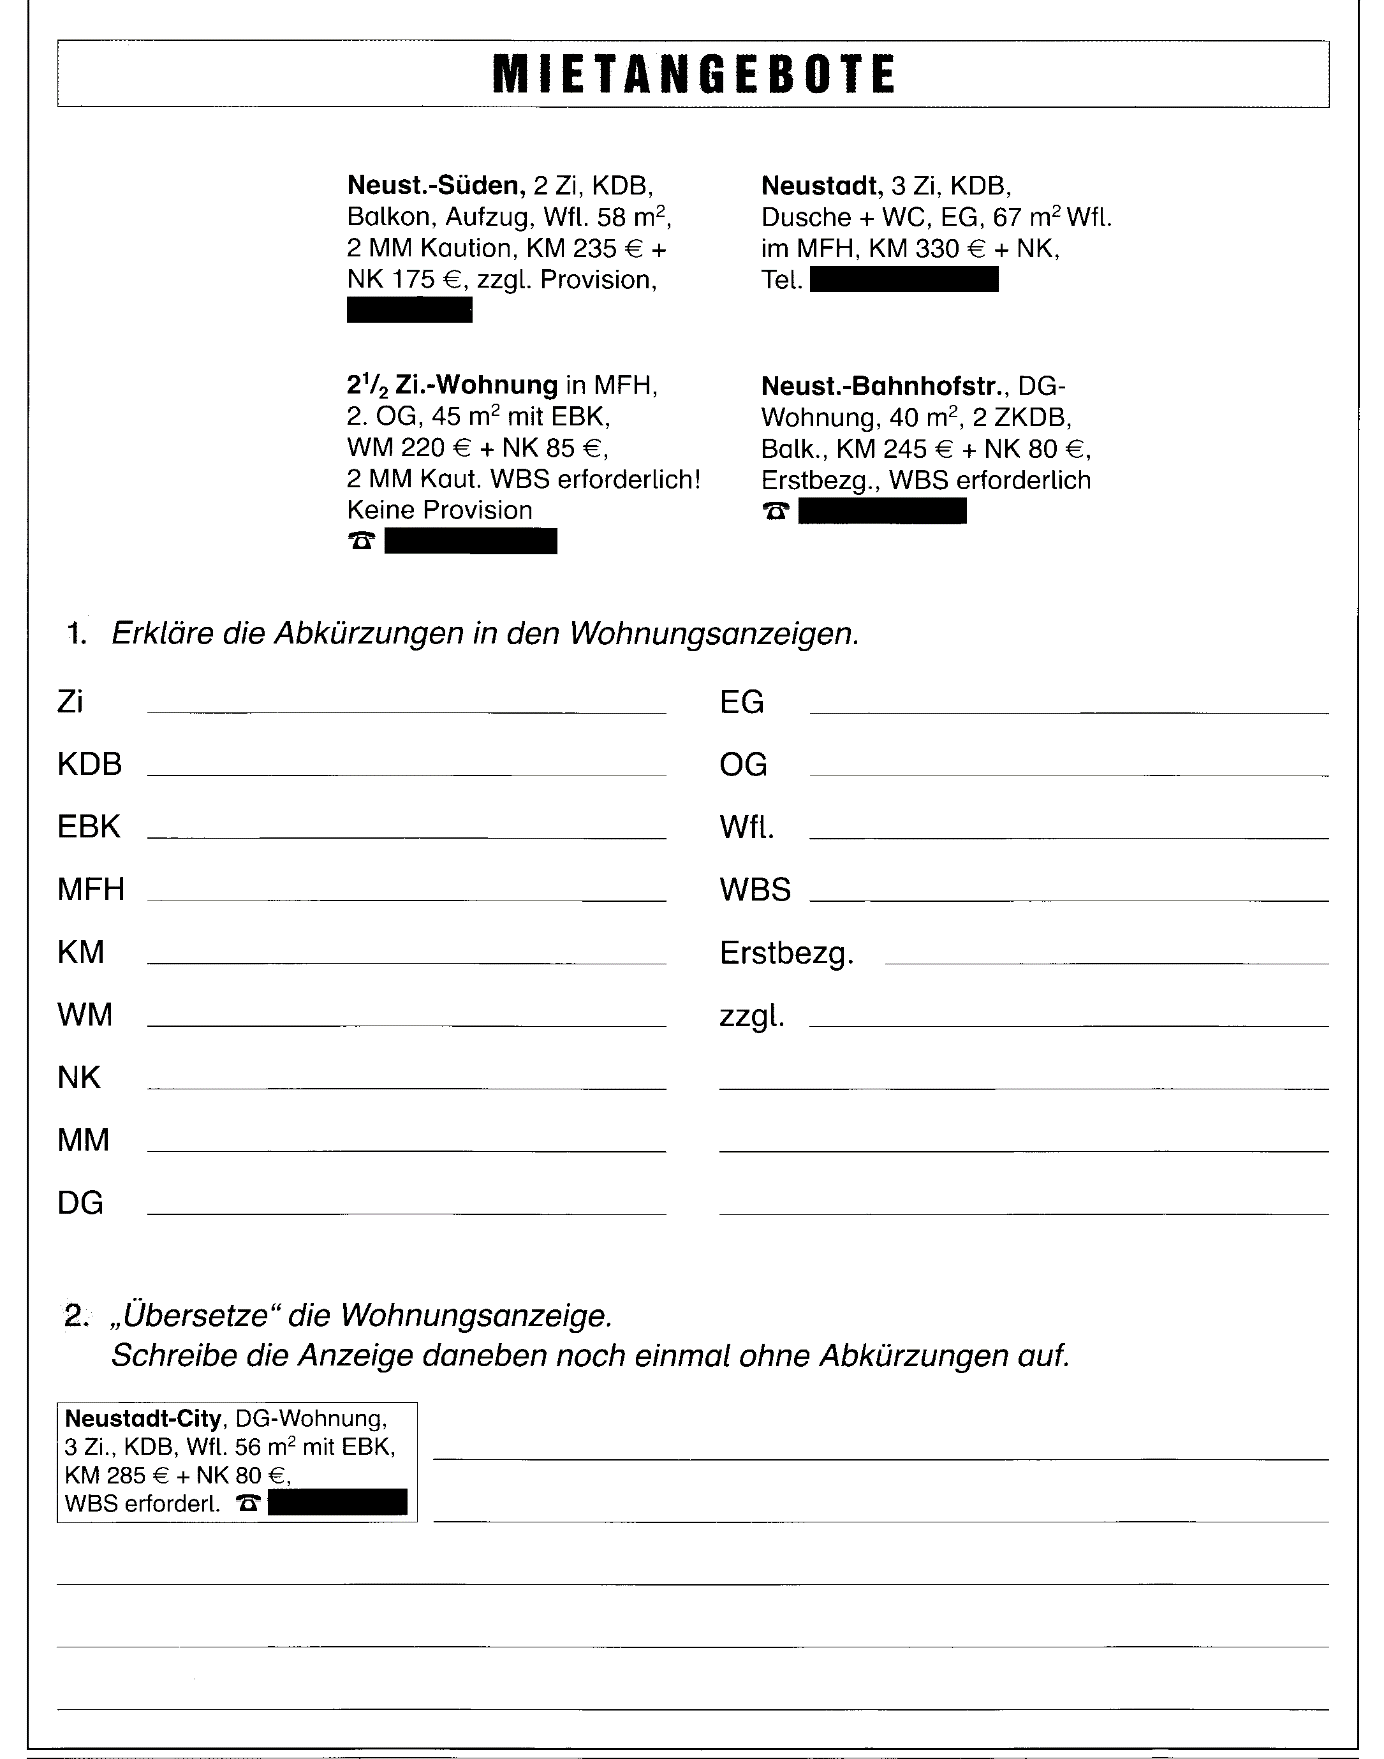 MIETANGEBOTE
Neust.-Süden, 2 Zi, KDB,
Balkon, Aufzug, Wfl. 58 m²,
2 MM Kaution, KM 235 € +
NK 175 €, zzgl. Provision,
Neustadt, 3 Zi, KDB,
Dusche + WC, EG, 67 m² Wfl.
im MFH, KM 330 € + NK,
Tel.
2¹/₂ Zi.-Wohnung in MFH,
2. OG, 45 m² mit EBK,
WM 220 € + NK 85 €,
2 MM Kaut. WBS erforderlich!
Keine Provision
☎
Neust.-Bahnhofstr., DG-
Wohnung, 40 m², 2 ZKDB,
Balk., KM 245 € + NK 80 €,
Erstbezg., WBS erforderlich
☎
1. Erkläre die Abkürzungen in den Wohnungsanzeigen.
Zi
KDB
EBK
MFH
KM
WM
NK
MM
DG
EG
OG
Wfl.
WBS
Erstbezg.
zzgl.
2. „Übersetze“ die Wohnungsanzeige.
Schreibe die Anzeige daneben noch einmal ohne Abkürzungen auf.
Neustadt-City, DG-Wohnung,
3 Zi., KDB, Wfl. 56 m² mit EBK,
KM 285 € + NK 80 €,
WBS erforderl. ☎